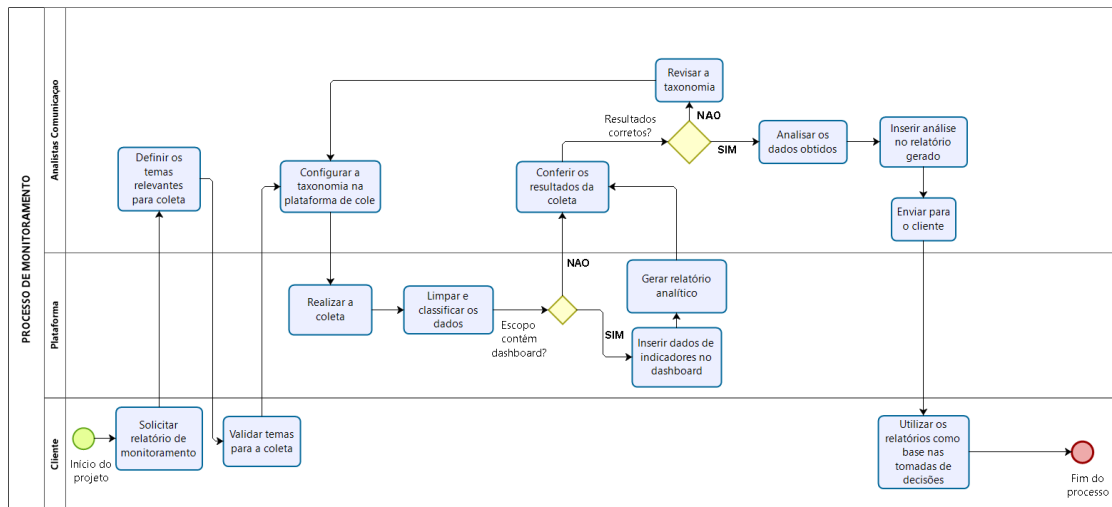 PROCESSO DE MONITORAMENTO
Analistas Comunicaçao
Revisar a
taxonomia
NAO
Resultados
corretos?
SIM
Analisar os
dados obtidos
Inserir análise
no relatório
gerado
Definir os
temas
relevantes
para coleta
Configurar a
taxonomia na
plataforma de cole
Conferir os
resultados da
coleta
Enviar para
o cliente
Plataforma
NAO
Gerar relatório
analítico
Realizar a
coleta
Limpar e
classificar os
dados
Escopo
contém
dashboard?
SIM
Inserir dados de
indicadores no
dashboard
Cliente
Início do
projeto
Solicitar
relatório de
monitoramento
Validar temas
para a coleta
Utilizar os
relatórios como
base nas
tomadas de
decisões
Fim do
processo